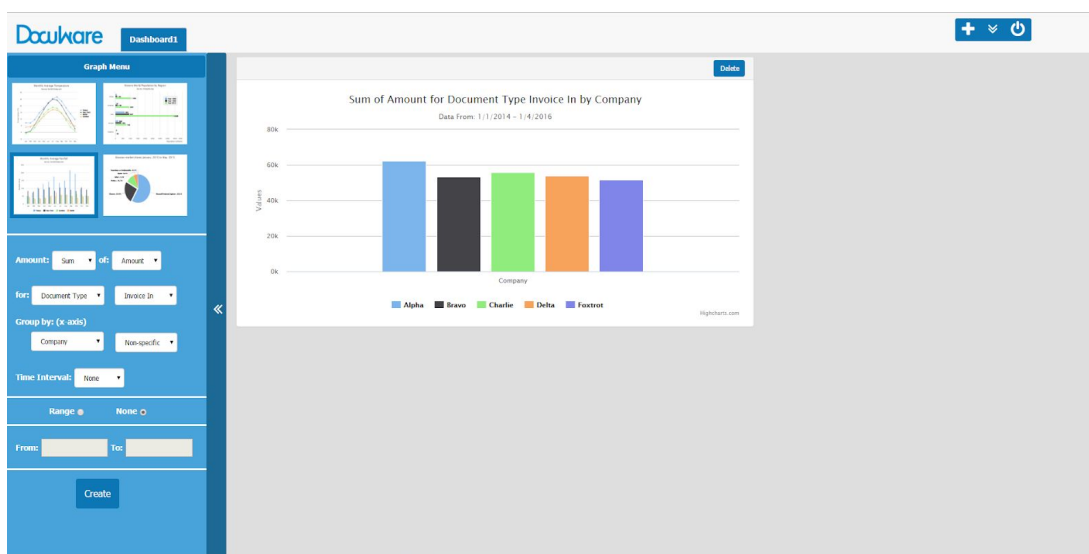 DocuWare
Dashboard1
Graph Menu
Amount: Sum of: Amount
for: Document Type Invoice In
Group by: (x-axis)
Company Non-specific
Time Interval: None
Range None
From: To:
Create
Delete
Sum of Amount for Document Type Invoice In by Company
Data From: 1/1/2014 - 1/4/2016
Values
80k
60k
40k
20k
0k
Company
Alpha Bravo Charlie Delta Foxtrot
Highcharts.com